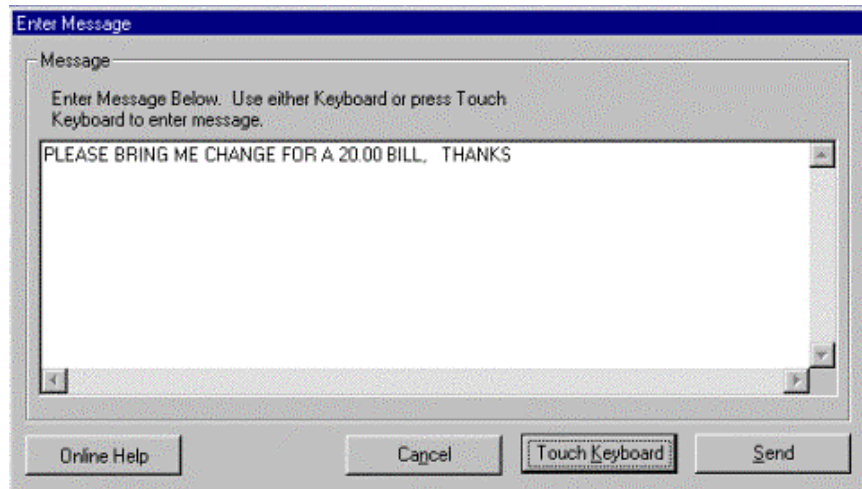 Enter Message
Message
Enter Message Below. Use either Keyboard or press Touch
Keyboard to enter message.
PLEASE BRING ME CHANGE FOR A 20.00 BILL, THANKS
Online Help
Cancel
Touch Keyboard
Send